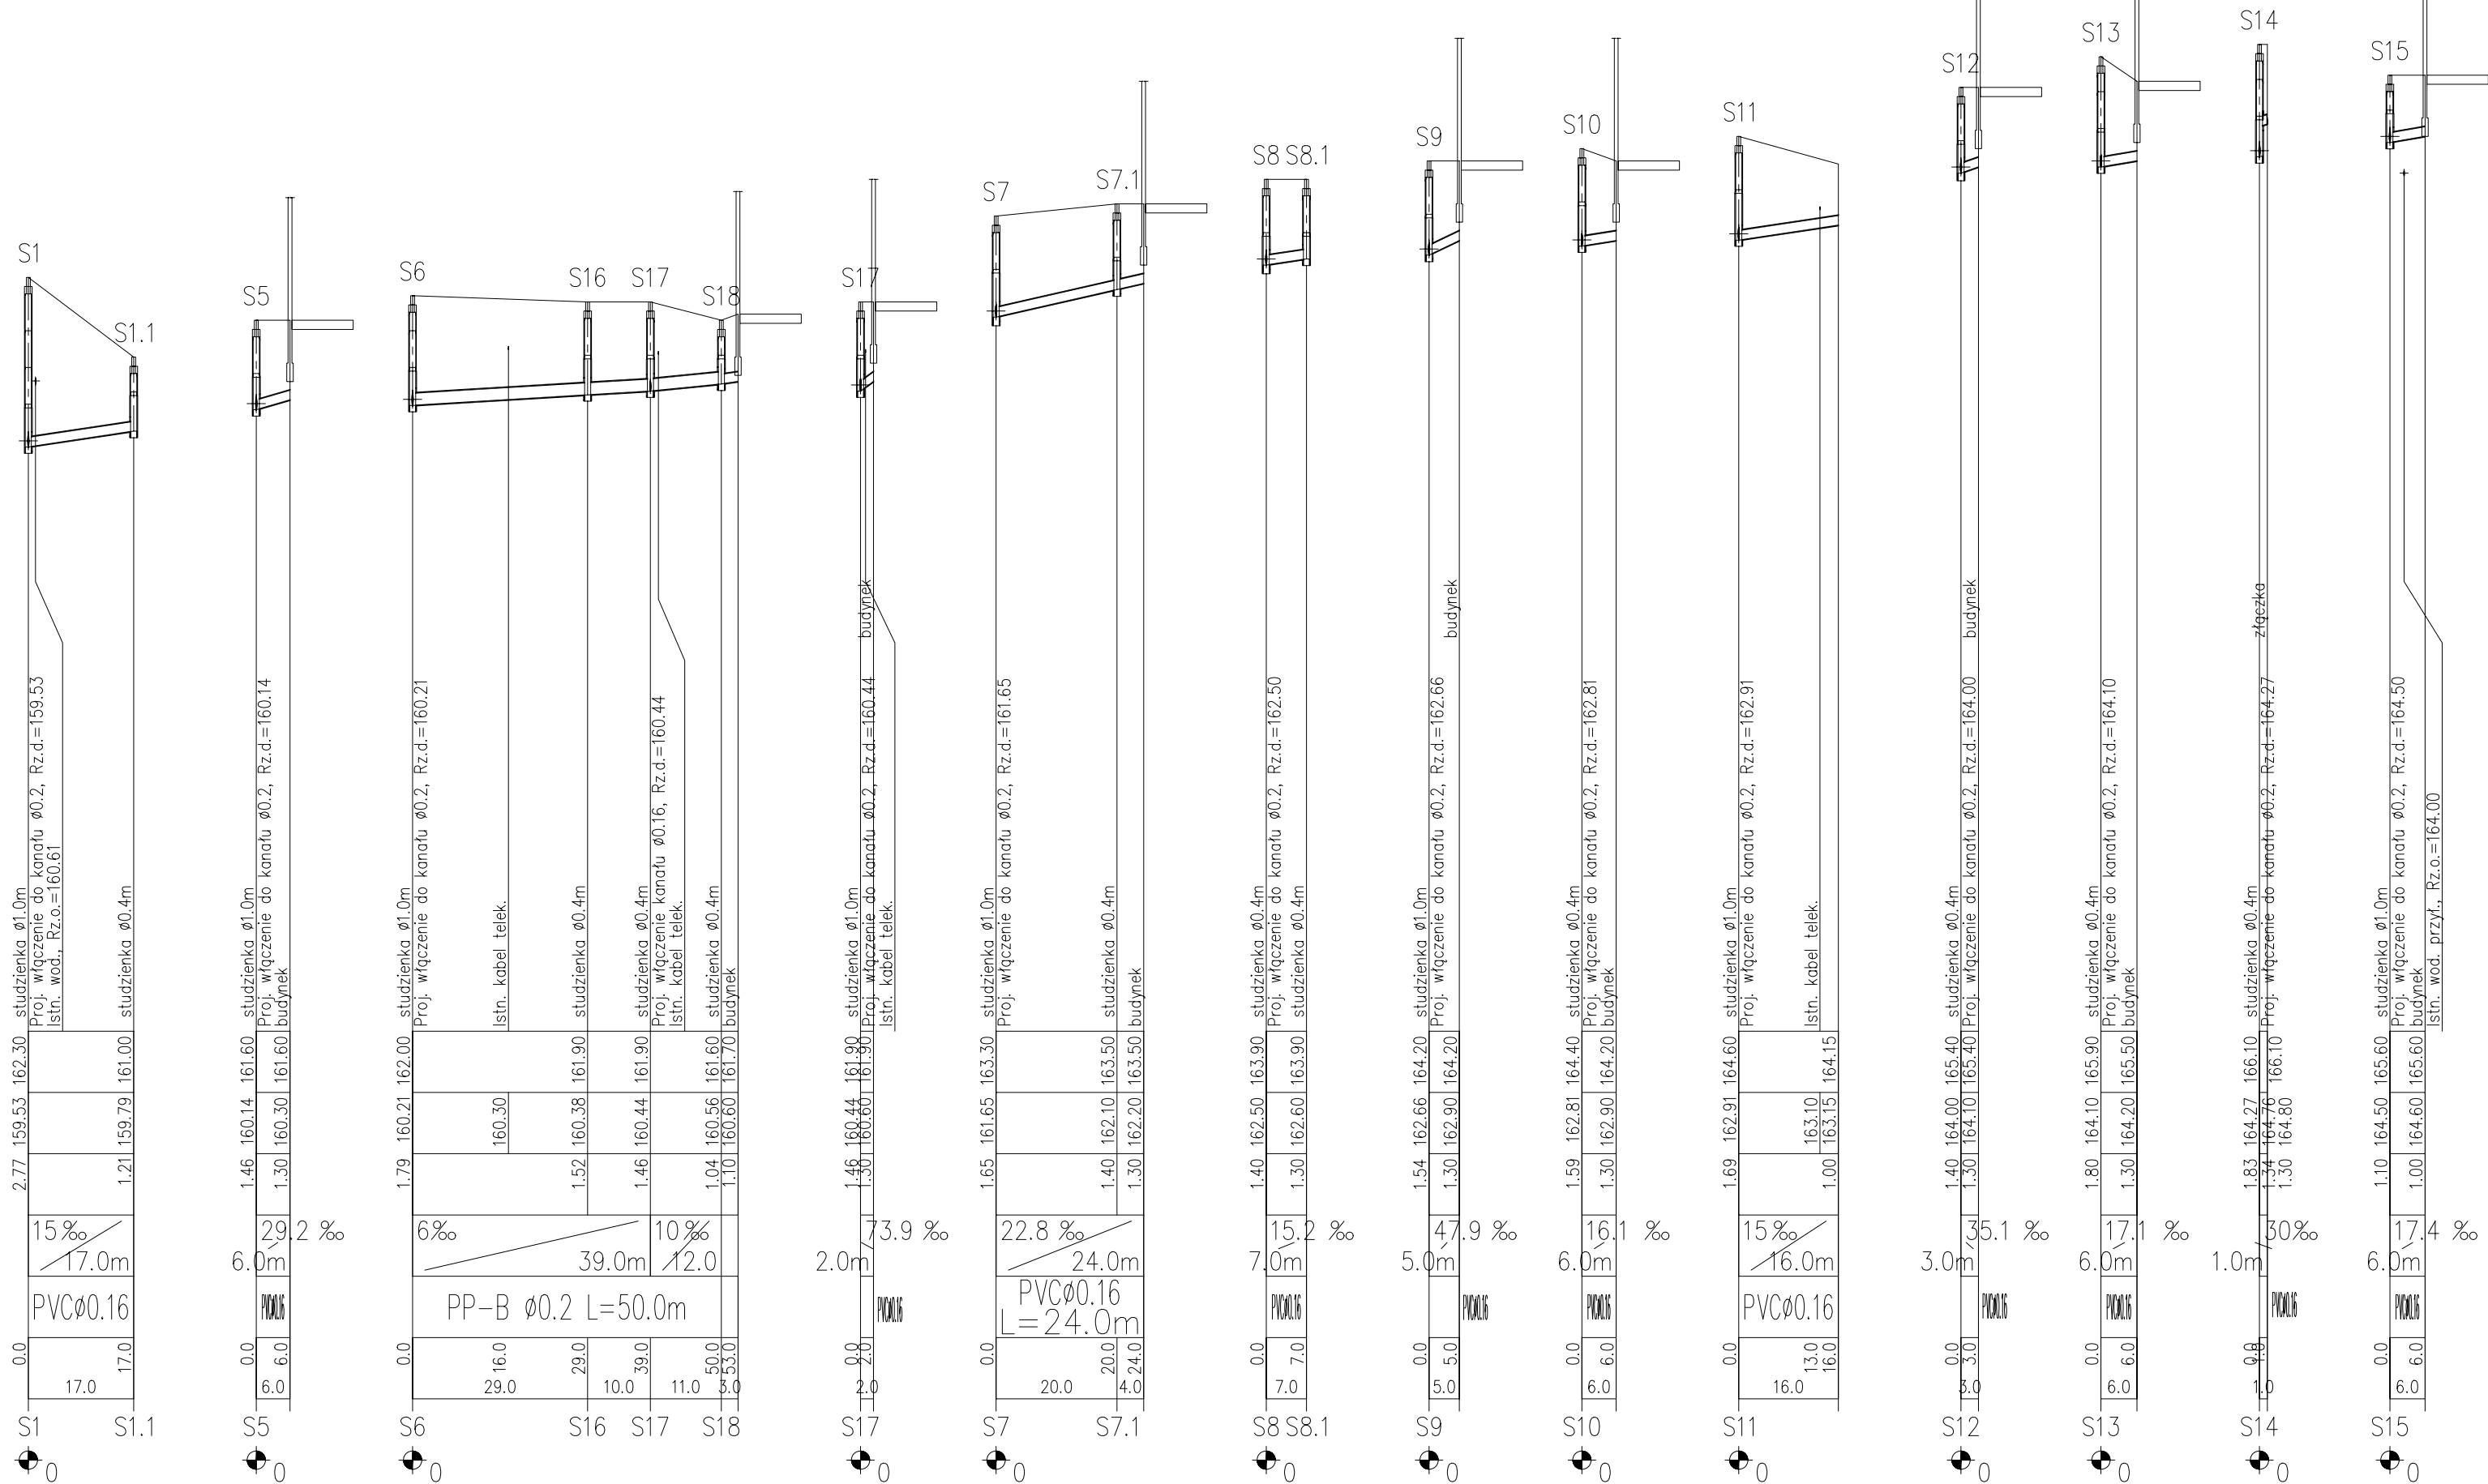 S1
S1.1
studzienka ø1.0m
Proj. włączenie do kanału ø0.2, Rz.d.=159.53
Istn. wod., Rz.o.=160.61
studzienka ø0.4m
162.30
161.00
159.53
159.79
2.77
1.21
15‰
17.0m
PVCø0.16
0.0
17.0
17.0
S1
S1.1
0
S5
studzienka ø1.0m
Proj. włączenie do kanału ø0.2, Rz.d.=160.14
budynek
161.60
161.60
160.14
160.30
1.46
1.30
29.2 ‰
6.0m
PVCø0.16
0.0
6.0
6.0
S5
0
S6
S16
S17
S18
studzienka ø1.0m
Proj. włączenie do kanału ø0.2, Rz.d.=160.21
Istn. kabel telek.
studzienka ø0.4m
studzienka ø0.4m
Proj. włączenie kanału ø0.16, Rz.d.=160.44
Istn. kabel telek.
studzienka ø0.4m
budynek
162.00
161.90
161.90
161.60
161.70
160.21
160.30
160.38
160.44
160.56
160.60
1.79
1.52
1.46
1.04
1.10
6‰
39.0m
10‰
12.0
PP-B ø0.2 L=50.0m
0.0
16.0
29.0
39.0
50.0
53.0
29.0
10.0
11.0
3.0
S6
S16
S17
S18
0
S17
budynek
studzienka ø1.0m
Proj. włączenie do kanału ø0.2, Rz.d.=160.44
Istn. kabel telek.
161.90
161.90
160.44
160.60
1.46
1.30
73.9 ‰
2.0m
PVCø0.16
0.0
2.0
2.0
S17
0
S7
S7.1
studzienka ø1.0m
Proj. włączenie do kanału ø0.2, Rz.d.=161.65
studzienka ø0.4m
budynek
163.30
163.50
163.50
161.65
162.10
162.20
1.65
1.40
1.30
22.8 ‰
24.0m
PVCø0.16
L=24.0m
0.0
20.0
24.0
20.0
4.0
S7
S7.1
0
S8
S8.1
studzienka ø0.4m
Proj. włączenie do kanału ø0.2, Rz.d.=162.50
studzienka ø0.4m
163.90
163.90
162.50
162.60
1.40
1.30
15.2 ‰
7.0m
PVCø0.16
0.0
7.0
7.0
S8
S8.1
0
S9
budynek
studzienka ø0.4m
Proj. włączenie do kanału ø0.2, Rz.d.=162.66
164.20
164.20
162.66
162.90
1.54
1.30
47.9 ‰
5.0m
PVCø0.16
0.0
5.0
5.0
S9
0
S10
studzienka ø0.4m
Proj. włączenie do kanału ø0.2, Rz.d.=162.81
budynek
164.40
164.20
162.81
162.90
1.59
1.30
16.1 ‰
6.0m
PVCø0.16
0.0
6.0
6.0
S10
0
S11
studzienka ø1.0m
Proj. włączenie do kanału ø0.2, Rz.d.=162.91
Istn. kabel telek.
164.60
164.15
162.91
163.10
163.15
1.69
1.00
15‰
16.0m
PVCø0.16
0.0
13.0
16.0
16.0
S11
0
S12
budynek
studzienka ø0.4m
Proj. włączenie do kanału ø0.2, Rz.d.=164.00
165.40
165.40
164.00
164.10
1.40
1.30
35.1 ‰
3.0m
PVCø0.16
0.0
3.0
3.0
S12
0
S13
studzienka ø0.4m
Proj. włączenie do kanału ø0.2, Rz.d.=164.10
budynek
165.90
165.50
164.10
164.20
1.80
1.30
17.1 ‰
6.0m
PVCø0.16
0.0
6.0
6.0
S13
0
S14
złączka
studzienka ø0.4m
Proj. włączenie do kanału ø0.2, Rz.d.=164.27
166.10
166.10
164.27
164.76
164.80
1.83
1.34
1.30
30‰
1.0m
PVCø0.16
1.0
S14
0
S15
studzienka ø1.0m
Proj. włączenie do kanału ø0.2, Rz.d.=164.50
budynek
Istn. wod. przył., Rz.o.=164.00
165.60
165.60
164.50
164.60
1.10
1.00
17.4 ‰
6.0m
PVCø0.16
0.0
6.0
6.0
S15
0